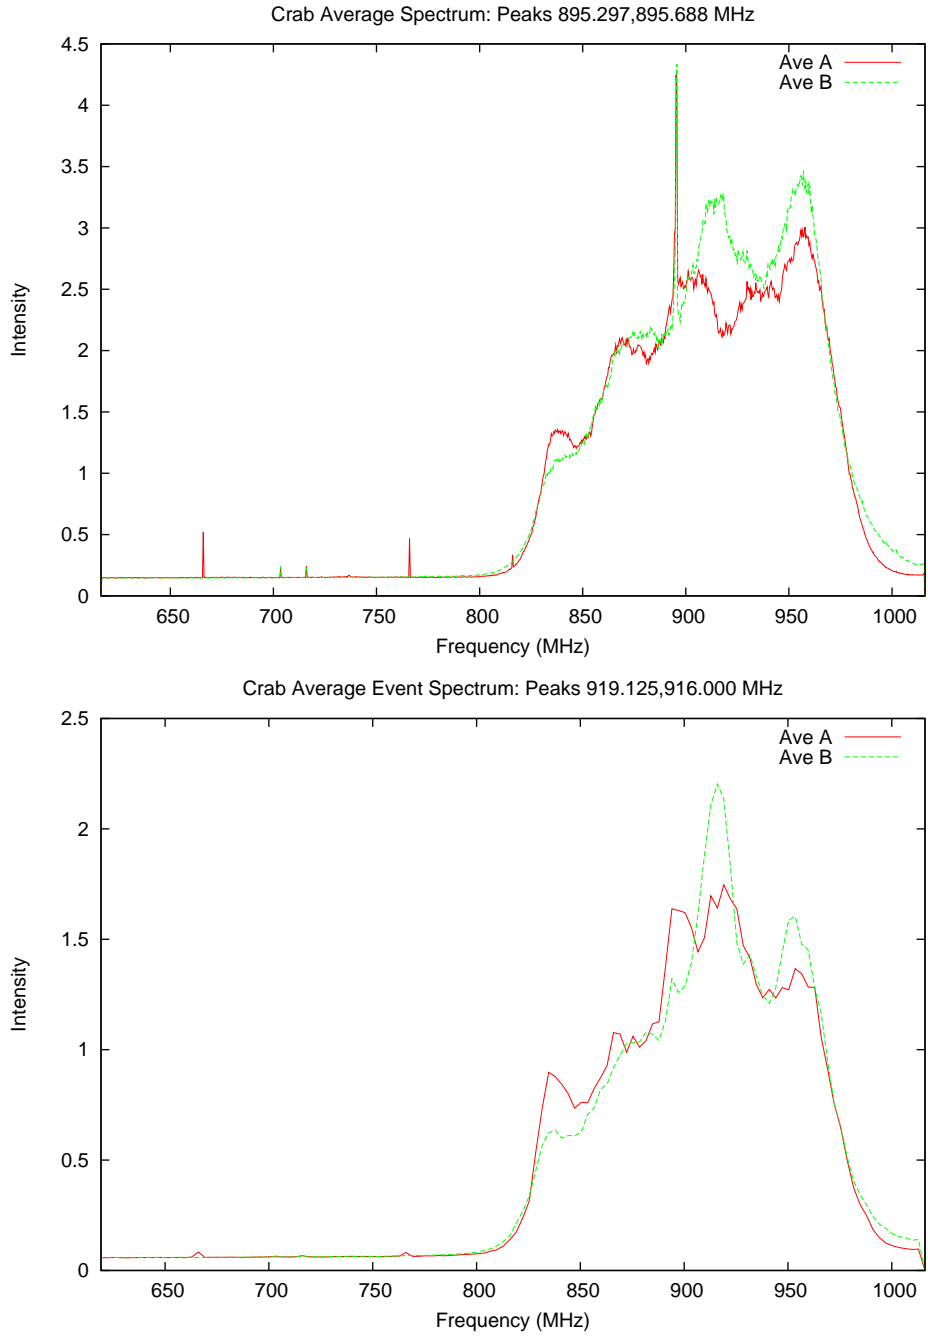 Crab Average Spectrum: Peaks 895.297,895.688 MHz
4.5
4
3.5
3
2.5
2
1.5
1
0.5
0
Intensity
Ave A
Ave B
650 700 750 800 850 900 950 1000
Frequency (MHz)
Crab Average Event Spectrum: Peaks 919.125,916.000 MHz
2.5
2
1.5
1
0.5
0
Intensity
Ave A
Ave B
650 700 750 800 850 900 950 1000
Frequency (MHz)